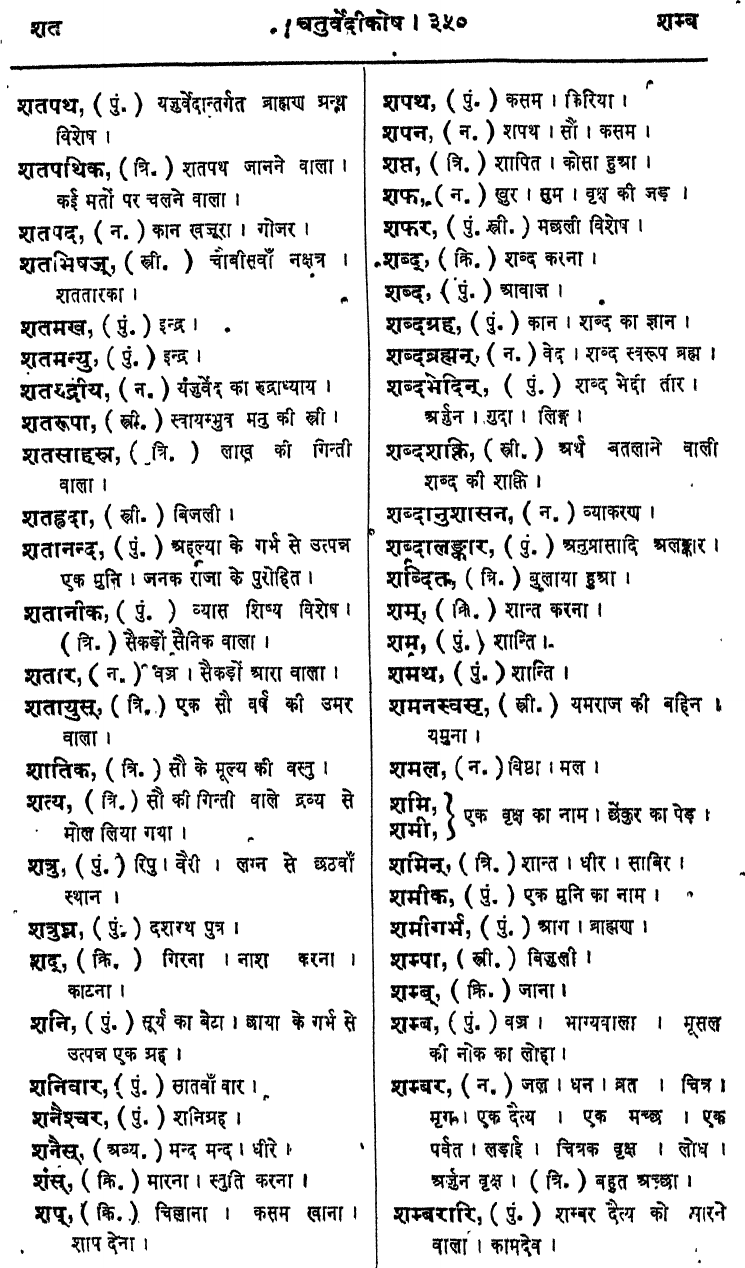 शत
चतुर्वेदीकोष । ३५०
शम्ब
शतपथ, ( पुं. ) यजुर्वेदान्तर्गत ब्राह्मण ग्रन्थ
विशेष ।
शतपथिक, ( त्रि. ) शतपथ जानने वाला ।
कई मतों पर चलने वाला ।
शतपद, ( न. ) कान खजूरा । गोजर ।
शतभिषज्, ( स्त्री. ) चौबीसवाँ नक्षत्र ।
शततारका ।
शतमख, ( पुं. ) इन्द्र ।
शतमन्यु, ( पुं. ) इन्द्र ।
शतरुद्रीय, ( न. ) यजुर्वेद का रुद्राध्याय ।
शतरूपा, ( स्त्री. ) स्वायम्भुव मनु की स्त्री ।
शतसाहस्र, ( त्रि. ) लाख की गिन्ती
वाला ।
शतह्रदा, ( स्त्री. ) बिजली ।
शतानन्द, ( पुं. ) अहल्या के गर्भ से उत्पन्न
एक मुनि । जनक राजा के पुरोहित ।
शतानीक, ( पुं. ) व्यास शिष्य विशेष ।
( त्रि. ) सैकड़ों सैनिक वाला ।
शतार, ( न. ) वज्र । सैकड़ों आरा वाला ।
शतायुस्, ( त्रि. ) एक सौ वर्ष की उमर
वाला ।
शातिक, ( त्रि. ) सौ के मूल्य की वस्तु ।
शत्य, ( त्रि. ) सौ की गिन्ती वाले द्रव्य से
मोल लिया गया ।
शत्रु, ( पुं. ) रिपु । वैरी । लग्न से छठवाँ
स्थान ।
शत्रुघ्न, ( पुं. ) दशरथ पुत्र ।
शद्, ( क्रि. ) गिरना । नाश करना ।
काटना ।
शनि, ( पुं. ) सूर्य का बेटा । छाया के गर्भ से
उत्पन्न एक ग्रह ।
शनिवार, ( पुं. ) सातवाँ वार ।
शनैश्चर, ( पुं. ) शनिग्रह ।
शनैस्, ( अव्य. ) मन्द मन्द । धीरे ।
शंस्, ( क्रि. ) मारना । स्तुति करना ।
शप्, ( क्रि. ) चिल्लाना । कसम खाना ।
शाप देना ।
शपथ, ( पुं. ) कसम । किरिया ।
शपन, ( न. ) शपथ । सौं । कसम ।
शप्त, ( त्रि. ) शापित । कोसा हुआ ।
शफ, ( न. ) खुर । सुम । वृक्ष की जड़ ।
शफर, ( पुं. स्त्री. ) मछली विशेष ।
शब्द्, ( क्रि. ) शब्द करना ।
शब्द, ( पुं. ) आवाज ।
शब्दग्रह, ( पुं. ) कान । शब्द का ज्ञान ।
शब्दब्रह्मन्, ( न. ) वेद । शब्द स्वरूप ब्रह्म ।
शब्दभेदिन्, ( पुं. ) शब्द भेदी तीर ।
अर्जुन । गुदा । लिङ्ग ।
शब्दशक्ति, ( स्त्री. ) अर्थ बतलाने वाली
शब्द की शक्ति ।
शब्दानुशासन, ( न. ) व्याकरण ।
शब्दालङ्कार, ( पुं. ) अनुप्रासादि अलङ्कार ।
शब्दित, ( त्रि. ) बुलाया हुआ ।
शम्, ( क्रि. ) शान्त करना ।
शम, ( पुं. ) शान्ति ।
शमथ, ( पुं. ) शान्ति ।
शमनस्वसृ, ( स्त्री. ) यमराज की बहिन ।
यमुना ।
शमल, ( न. ) विष्ठा । मल ।
शमि, } एक वृक्ष का नाम । छेंकुर का पेड़ ।
शमी,
शमिन्, ( त्रि. ) शान्त । धीर । साबिर ।
शमीक, ( पुं. ) एक मुनि का नाम ।
शमीगर्भ, ( पुं. ) आग । ब्राह्मण ।
शम्पा, ( स्त्री. ) बिजुली ।
शम्ब्, ( क्रि. ) जाना ।
शम्ब, ( पुं. ) वज्र । भाग्यवाला । मूसल
की नोक का लोहा ।
शम्बर, ( न. ) जल । धन । व्रत । चित्र ।
मृग । एक दैत्य । एक मच्छ । एक
पर्वत । लड़ाई । चित्रक वृक्ष । लोध ।
अर्जुन वृक्ष । ( त्रि. ) बहुत अच्छा ।
शम्बरारि, ( पुं. ) शम्बर दैत्य को मारने
वाला । कामदेव ।